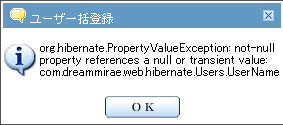 ユーザー括登録
org.hibernate.PropertyValueException: not-null
property references a null or transient value:
com.dreammirae.web.hibernate.Users.UserName
OK